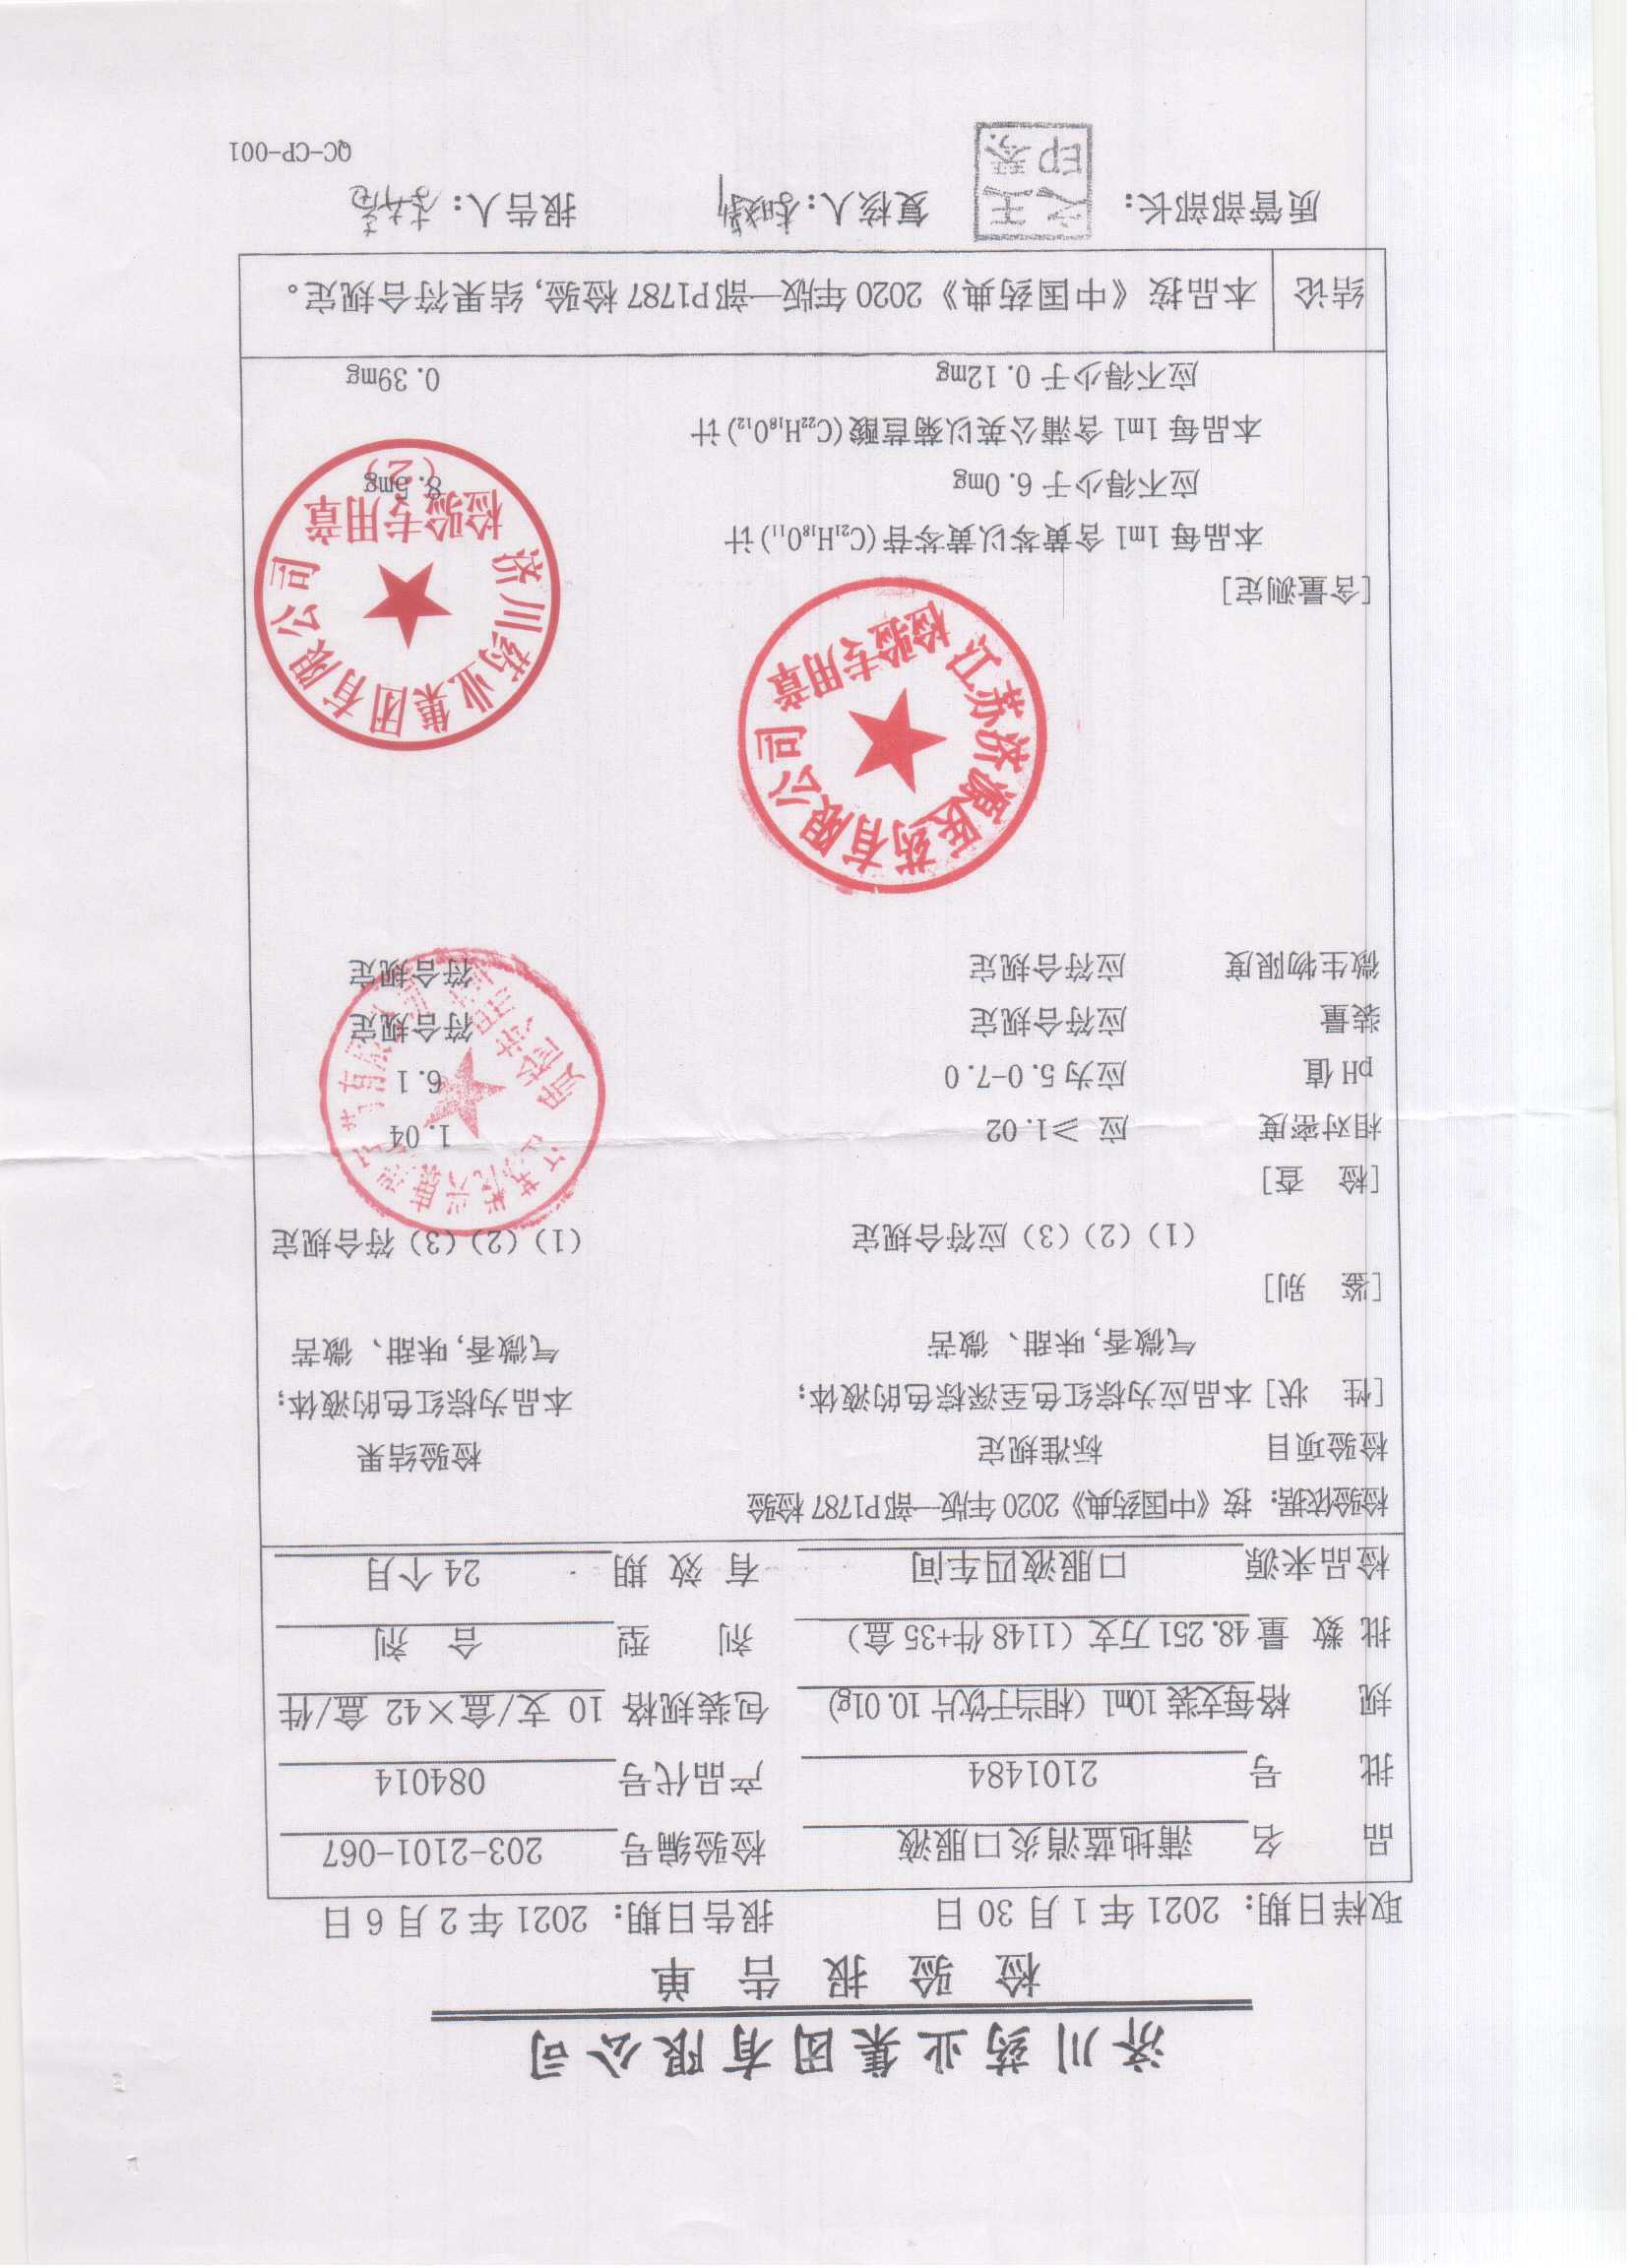 济川药业集团有限公司
检验报告单
取样日期：2021年1月30日 报告日期：2021年2月6日
品名 蒲地蓝消炎口服液 检验编号 203-2101-067
批号 2101484 产品代号 084014
规格 每支装10ml（相当于饮片10.01g） 包装规格 10支/盒×42盒/件
批数量 48.251万支（1148件+35盒） 剂型 合剂
检品来源 口服液四车间 有效期 24个月
检验依据：按《中国药典》2020年版一部P1787检验
检验项目 标准规定 检验结果
[性状] 本品应为棕红色至深棕色的液体； 本品为棕红色的液体；
气微香,味甜、微苦 气微香,味甜、微苦
[鉴别]
(1)(2)(3)应符合规定 (1)(2)(3)符合规定
[检查]
相对密度 应≥1.02 1.04
pH值 应为5.0-7.0 6.1
装量 应符合规定 符合规定
微生物限度 应符合规定 符合规定
江苏济源医药有限公司
检验专用章
[含量测定]
本品每1ml含黄芩以黄芩苷(C₂₁H₁₈O₁₁)计
应不得少于6.0mg 8.5mg
本品每1ml含蒲公英以菊苣酸(C₂₂H₁₈O₁₂)计
应不得少于0.12mg 0.39mg
济川药业集团有限公司
检验专用章
(2)
结论 本品按《中国药典》2020年版一部P1787检验,结果符合规定。
质管部部长： 复核人： 报告人：
QC-CP-001